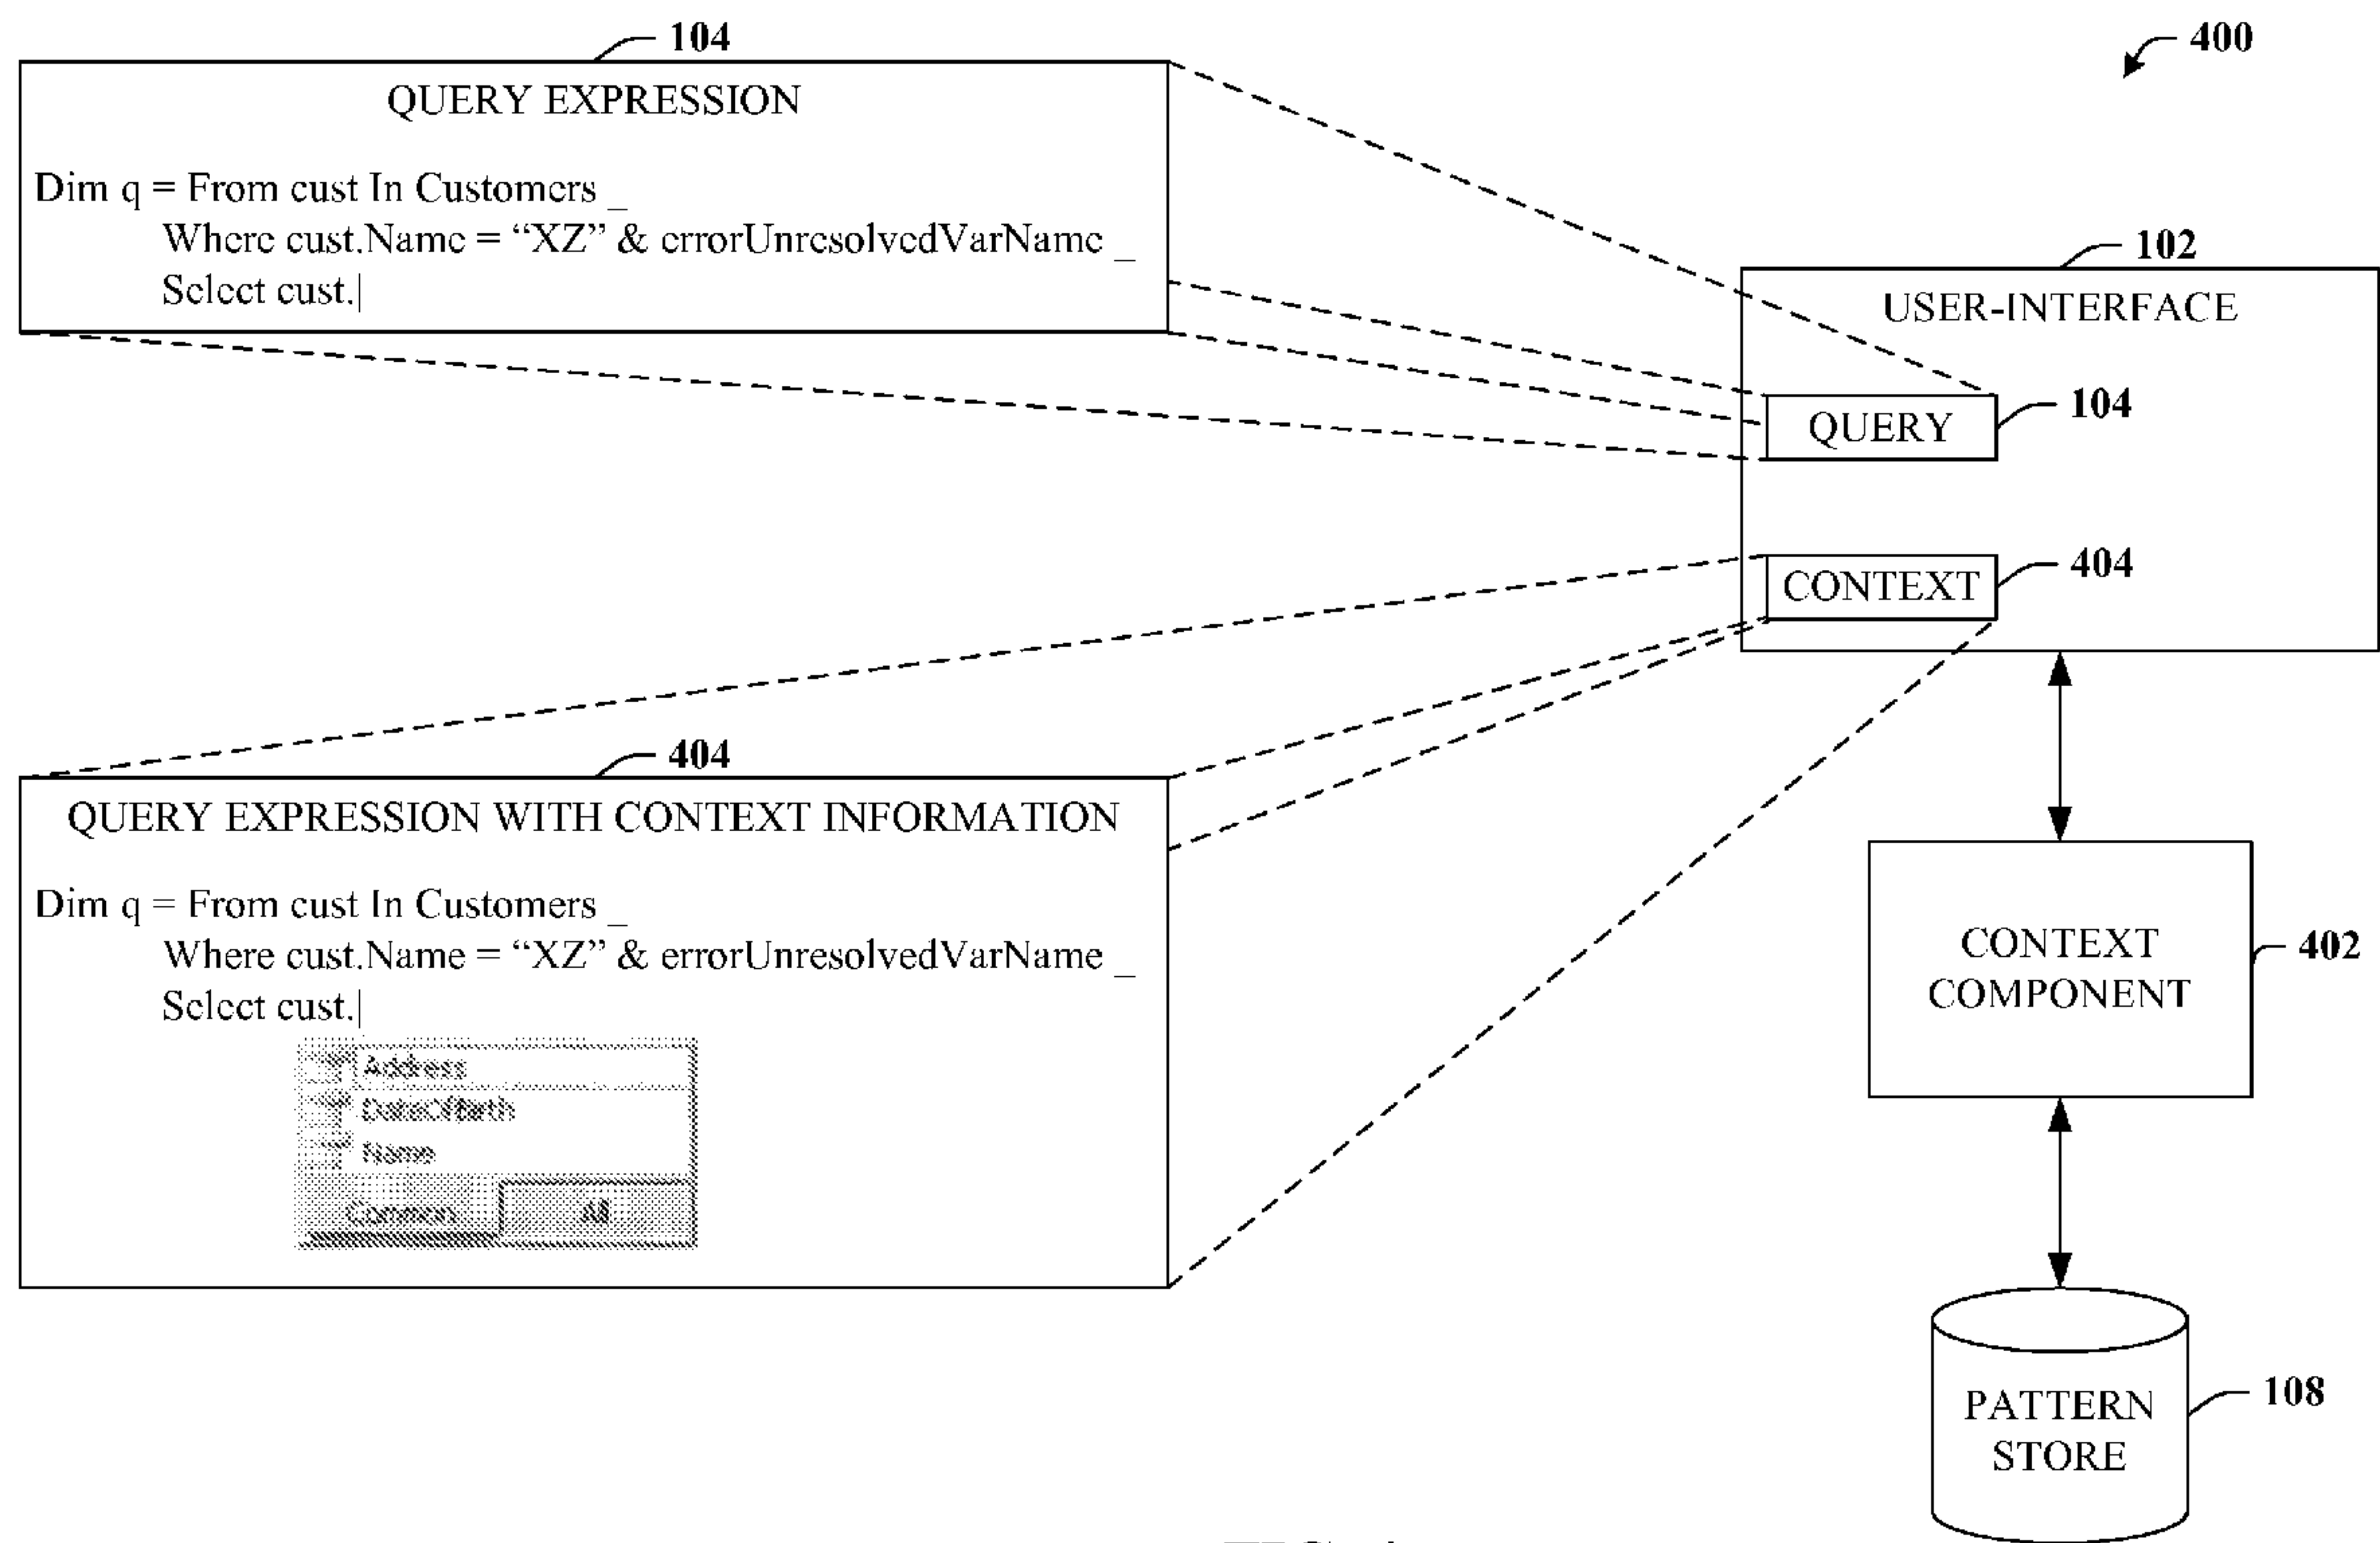 104
400
QUERY EXPRESSION
Dim q = From cust In Customers _
Where cust.Name = “XZ” & errorUnresolvedVarName _
Select cust.|
102
USER-INTERFACE
QUERY
104
CONTEXT
404
404
QUERY EXPRESSION WITH CONTEXT INFORMATION
Dim q = From cust In Customers _
Where cust.Name = “XZ” & errorUnresolvedVarName _
Select cust.|
Address
DateOfBirth
Name
Common
All
CONTEXT
COMPONENT
402
PATTERN
STORE
108